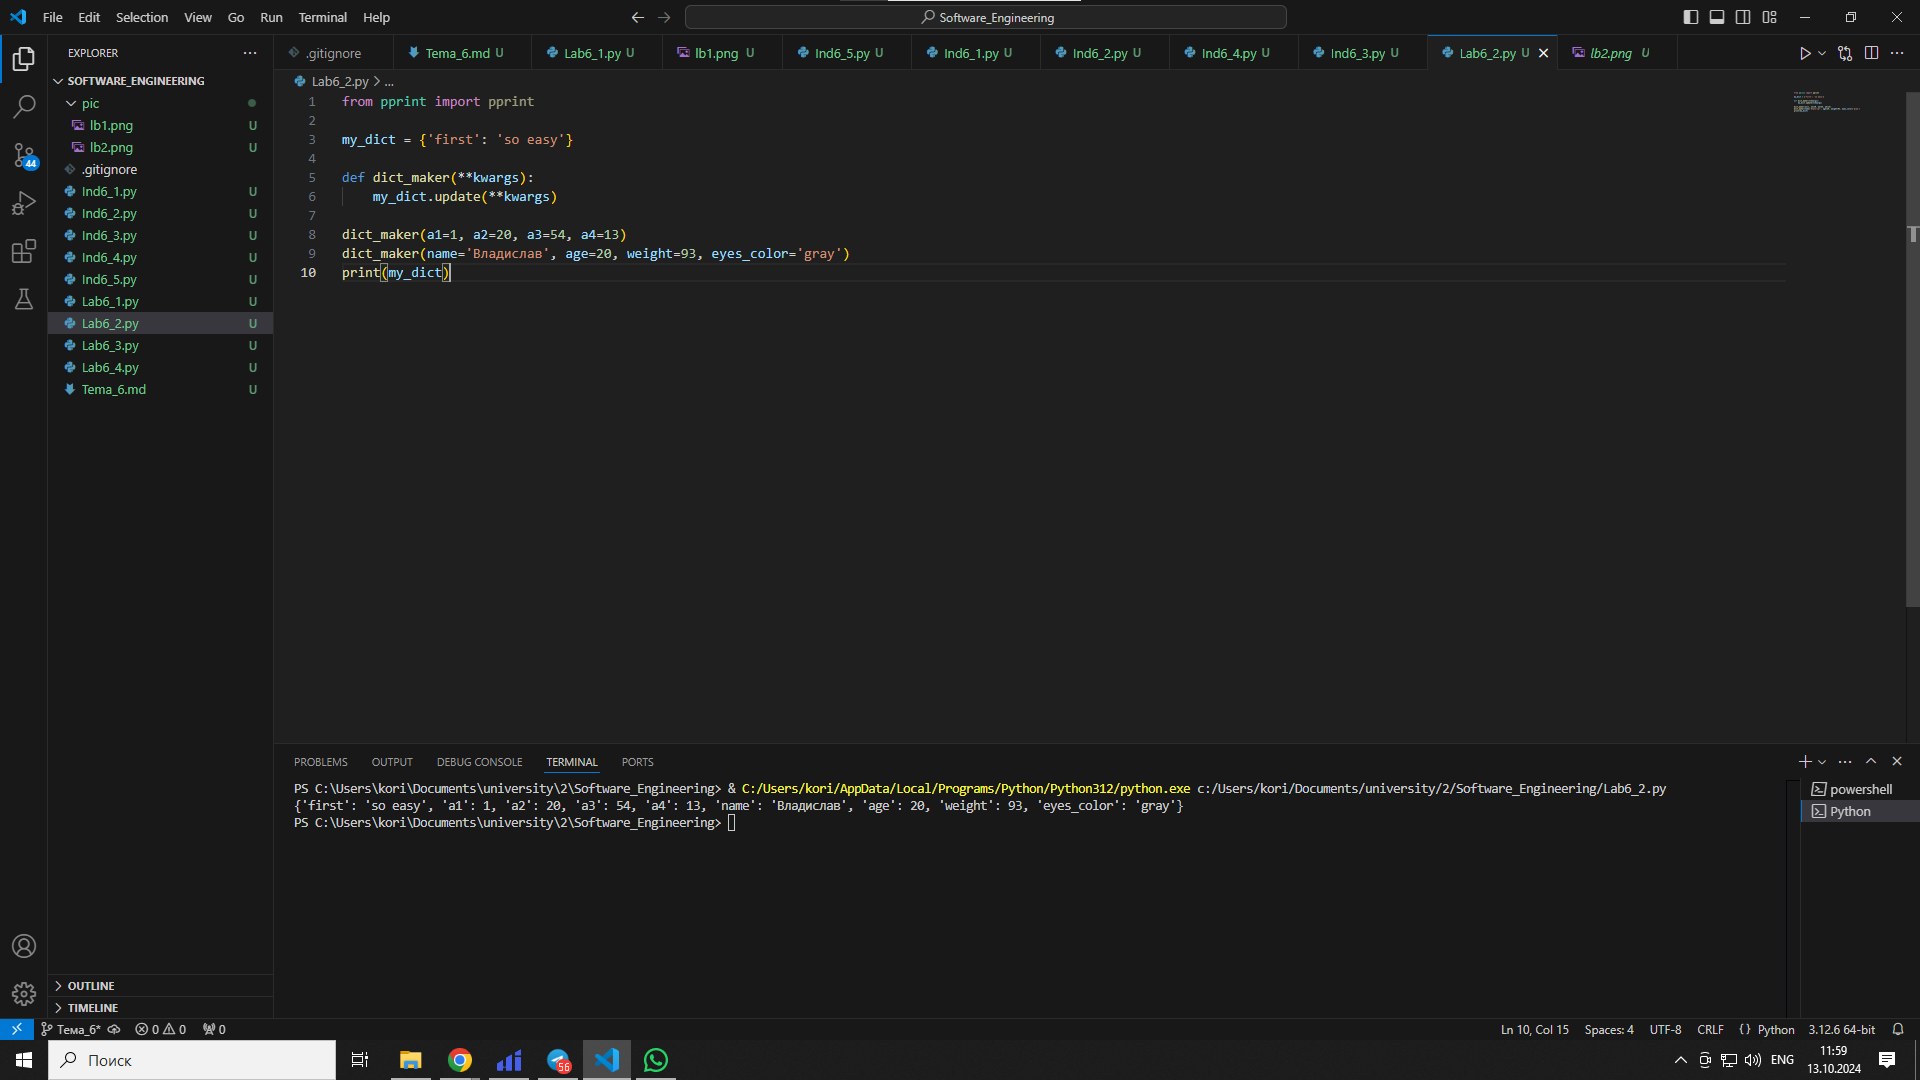 File Edit Selection View Go Run Terminal Help
Software_Engineering
EXPLORER
SOFTWARE_ENGINEERING
pic
lb1.png U
lb2.png U
.gitignore
Ind6_1.py U
Ind6_2.py U
Ind6_3.py U
Ind6_4.py U
Ind6_5.py U
Lab6_1.py U
Lab6_2.py U
Lab6_3.py U
Lab6_4.py U
Tema_6.md U
44
OUTLINE
TIMELINE
.gitignore Tema_6.md U Lab6_1.py U lb1.png U Ind6_5.py U Ind6_1.py U Ind6_2.py U Ind6_4.py U Ind6_3.py U Lab6_2.py U lb2.png U
Lab6_2.py > ...
1 from pprint import pprint
2
3 my_dict = {'first': 'so easy'}
4
5 def dict_maker(**kwargs):
6 my_dict.update(**kwargs)
7
8 dict_maker(a1=1, a2=20, a3=54, a4=13)
9 dict_maker(name='Владислав', age=20, weight=93, eyes_color='gray')
10 print(my_dict)
PROBLEMS OUTPUT DEBUG CONSOLE TERMINAL PORTS
PS C:\Users\kori\Documents\university\2\Software_Engineering> & C:/Users/kori/AppData/Local/Programs/Python/Python312/python.exe c:/Users/kori/Documents/university/2/Software_Engineering/Lab6_2.py
{'first': 'so easy', 'a1': 1, 'a2': 20, 'a3': 54, 'a4': 13, 'name': 'Владислав', 'age': 20, 'weight': 93, 'eyes_color': 'gray'}
PS C:\Users\kori\Documents\university\2\Software_Engineering>
powershell
Python
Тема_6* 0 0 0
Ln 10, Col 15 Spaces: 4 UTF-8 CRLF {} Python 3.12.6 64-bit
Поиск
56
ENG
11:59
13.10.2024